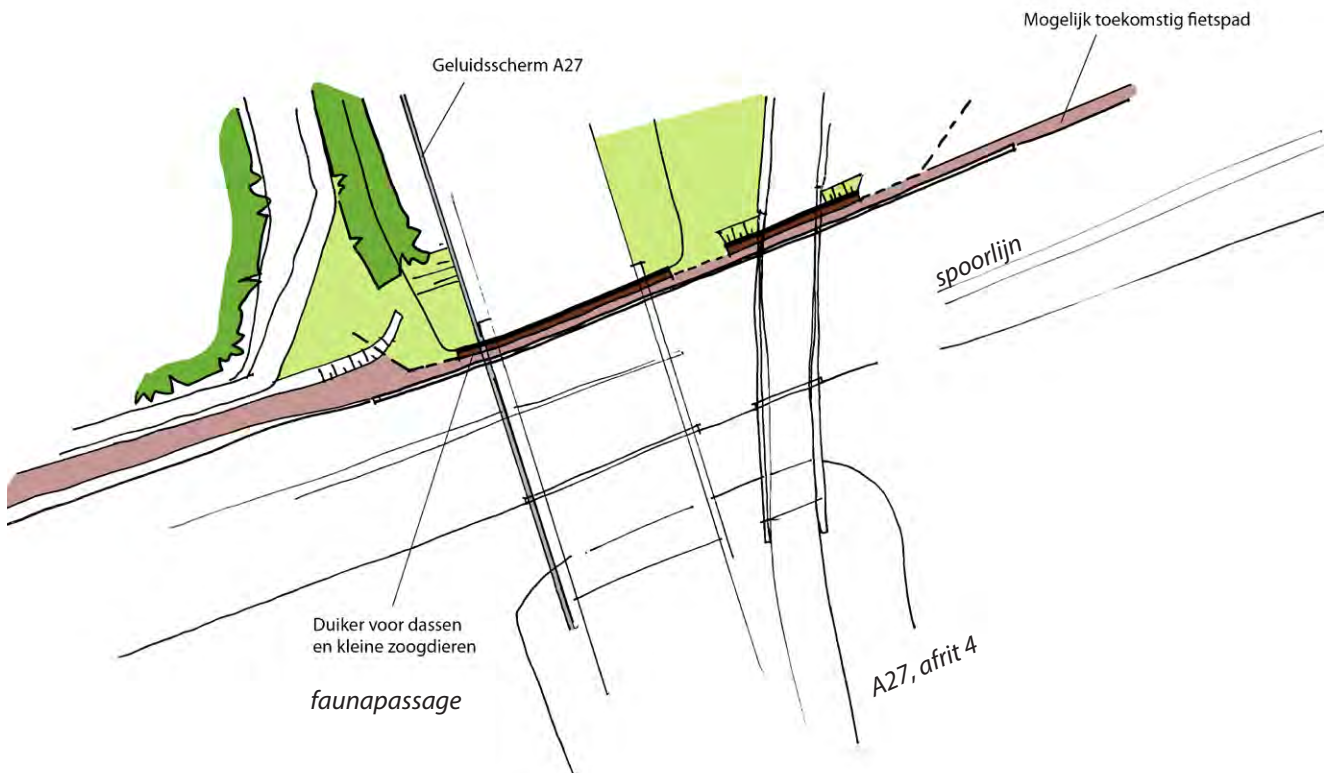 Mogelijk toekomstig fietspad
Geluidsscherm A27
spoorlijn
Duiker voor dassen
en kleine zoogdieren
faunapassage
A27, afrit 4